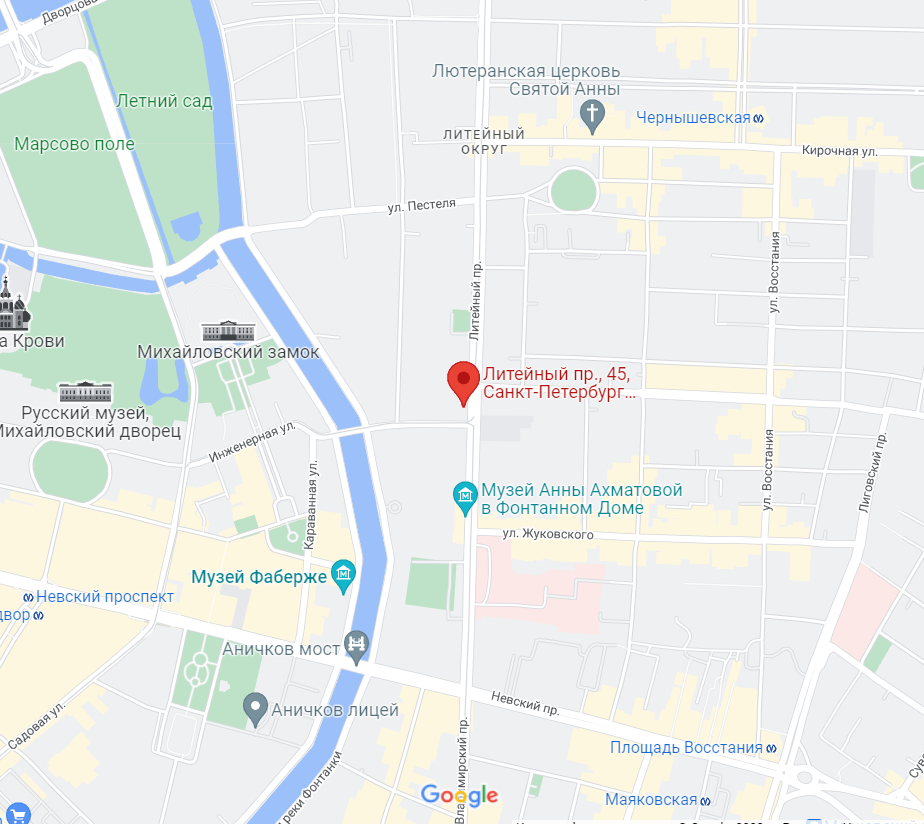 Дворцова
Лютеранская церковь
Святой Анны
Летний сад
Чернышевская
Марсово поле
ЛИТЕЙНЫЙ
ОКРУГ
Кирочная ул.
ул. Пестеля
ул. Восстания
Литейный пр.
а Крови
Михайловский замок
Литейный пр., 45,
Санкт-Петербург...
Русский музей,
Михайловский дворец
Инженерная ул.
Караванная ул.
ул. Восстания
Лиговский пр.
Музей Анны Ахматовой
в Фонтанном Доме
ул. Жуковского
Музей Фаберже
Невский проспект
двор
Аничков мост
Невский пр.
Аничков лицей
Садовая ул.
Владимирский пр.
Площадь Восстания
Сув
реки Фонтанки
Google
Маяковская